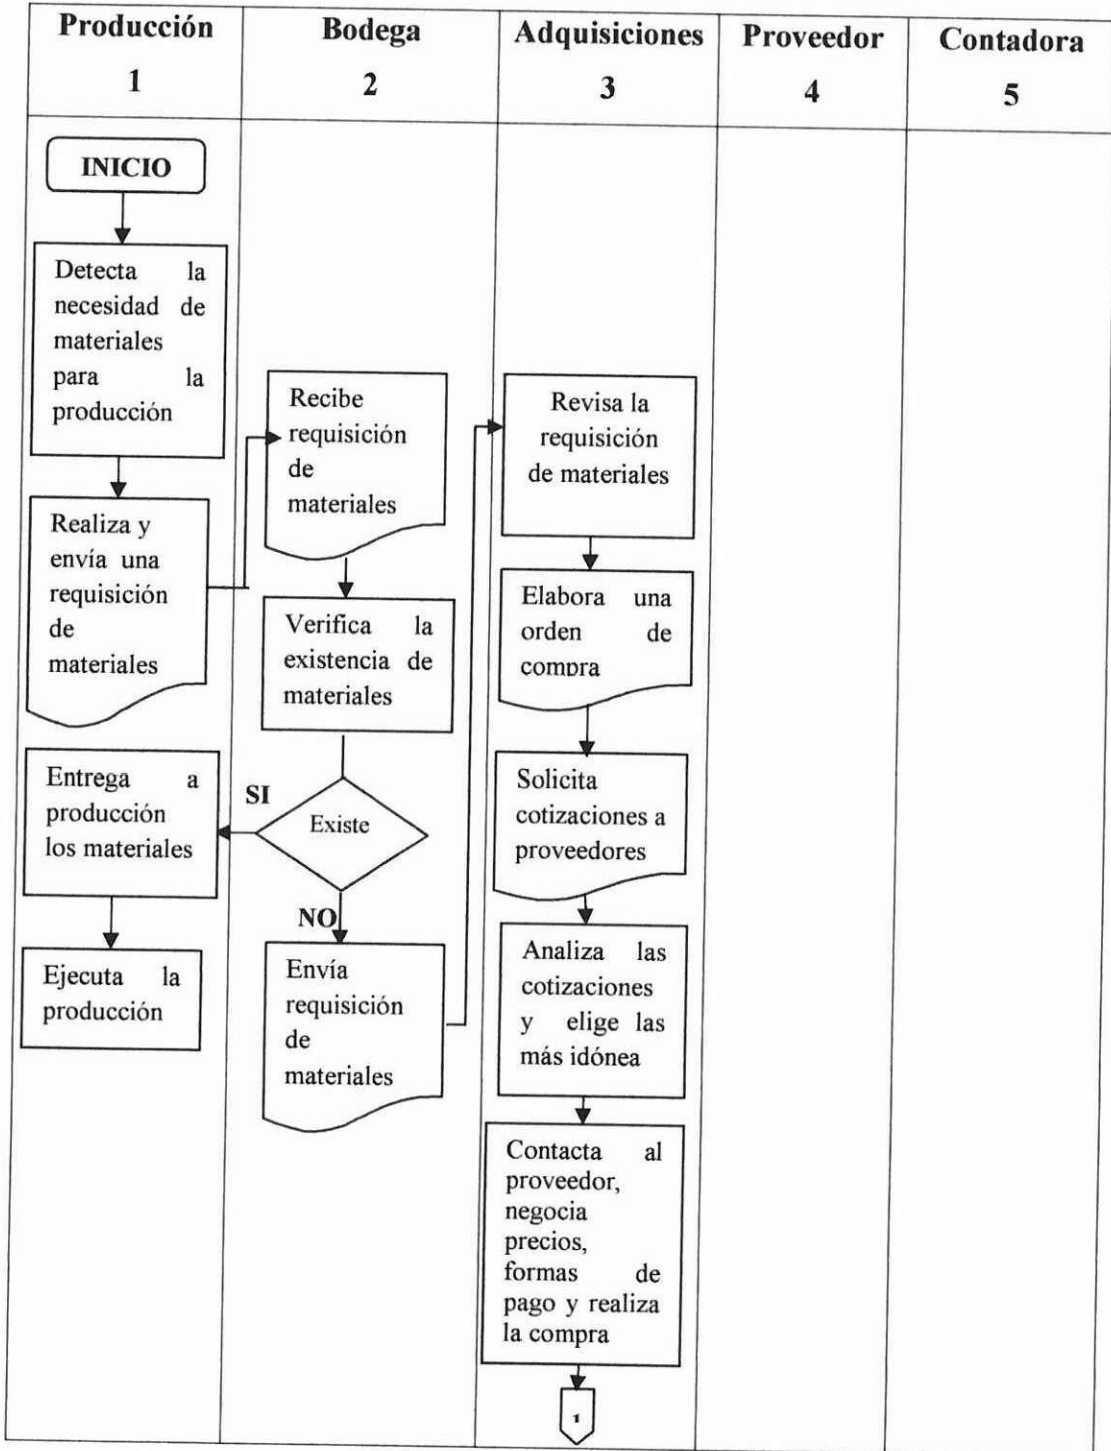 Producción
1
Bodega
2
Adquisiciones
3
Proveedor
4
Contadora
5
INICIO
Detecta la
necesidad de
materiales
para la
producción
Realiza y
envía una
requisición
de
materiales
Entrega a
producción
los materiales
Ejecuta la
producción
Recibe
requisición
de
materiales
Verifica la
existencia de
materiales
SI
Existe
NO
Envía
requisición
de
materiales
Revisa la
requisición
de materiales
Elabora una
orden de
compra
Solicita
cotizaciones a
proveedores
Analiza las
cotizaciones
y elige las
más idónea
Contacta al
proveedor,
negocia
precios,
formas de
pago y realiza
la compra
1